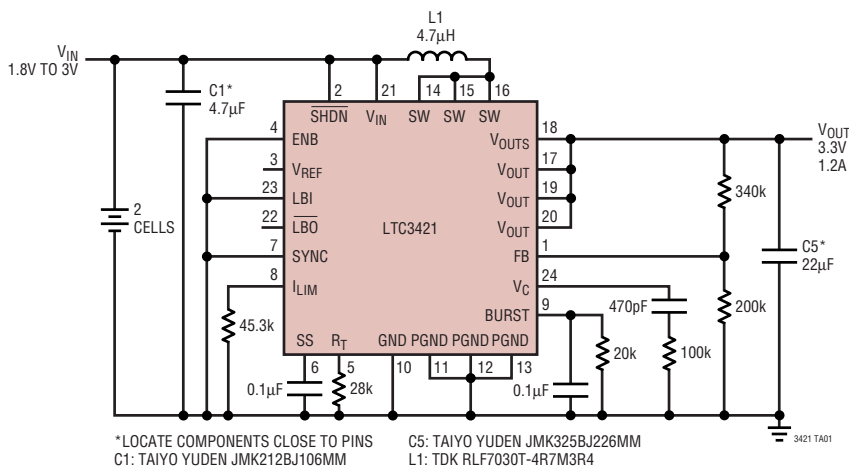 L1
4.7µH
VIN
1.8V TO 3V
C1*
4.7µF
2
21
14
15
16
SHDN
VIN
SW
SW
SW
4
ENB
VOUTS
18
VOUT
3.3V
1.2A
3
VREF
VOUT
17
340k
23
LBI
VOUT
19
2
CELLS
22
LBO
LTC3421
VOUT
20
7
SYNC
FB
1
C5*
22µF
8
ILIM
VC
24
470pF
200k
BURST
9
45.3k
SS
RT
GND
PGND
PGND
PGND
20k
100k
6
5
10
11
12
13
0.1µF
28k
0.1µF
3421 TA01
*LOCATE COMPONENTS CLOSE TO PINS
C1: TAIYO YUDEN JMK212BJ106MM
C5: TAIYO YUDEN JMK325BJ226MM
L1: TDK RLF7030T-4R7M3R4